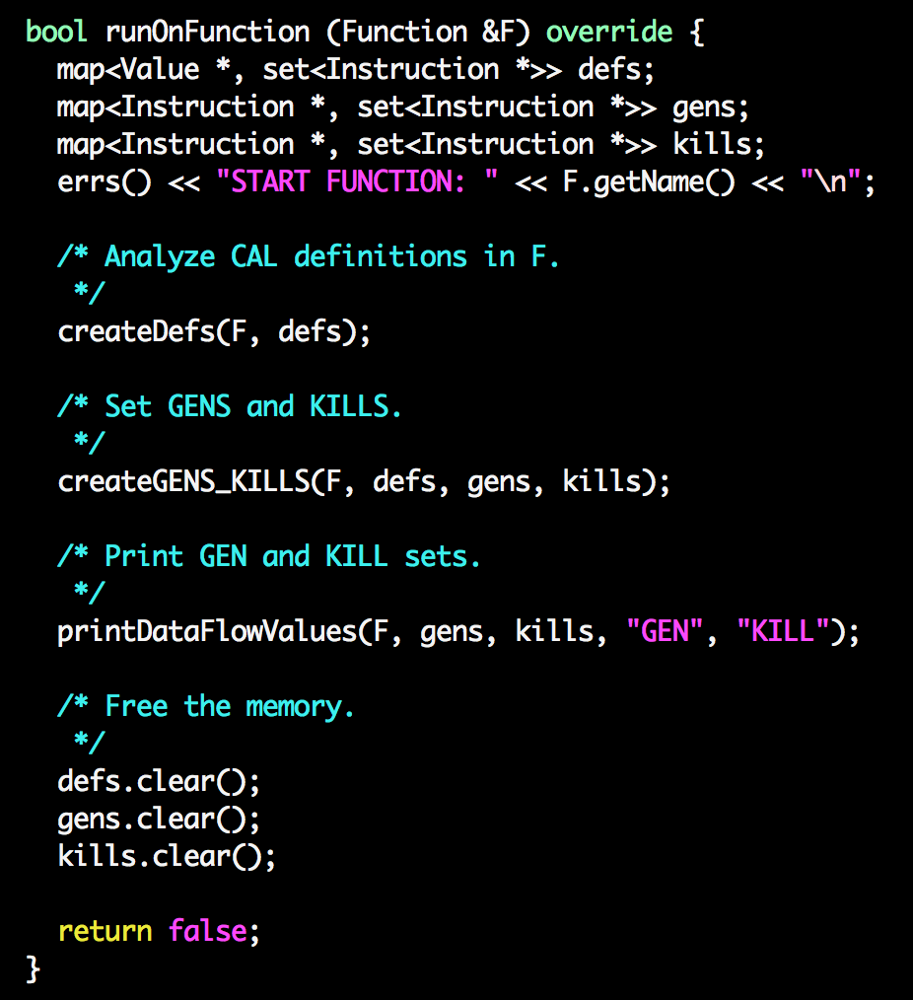 bool runOnFunction (Function &F) override {
  map<Value *, set<Instruction *>> defs;
  map<Instruction *, set<Instruction *>> gens;
  map<Instruction *, set<Instruction *>> kills;
  errs() << "START FUNCTION: " << F.getName() << "\n";

  /* Analyze CAL definitions in F.
   */
  createDefs(F, defs);

  /* Set GENS and KILLS.
   */
  createGENS_KILLS(F, defs, gens, kills);

  /* Print GEN and KILL sets.
   */
  printDataFlowValues(F, gens, kills, "GEN", "KILL");

  /* Free the memory.
   */
  defs.clear();
  gens.clear();
  kills.clear();

  return false;
}